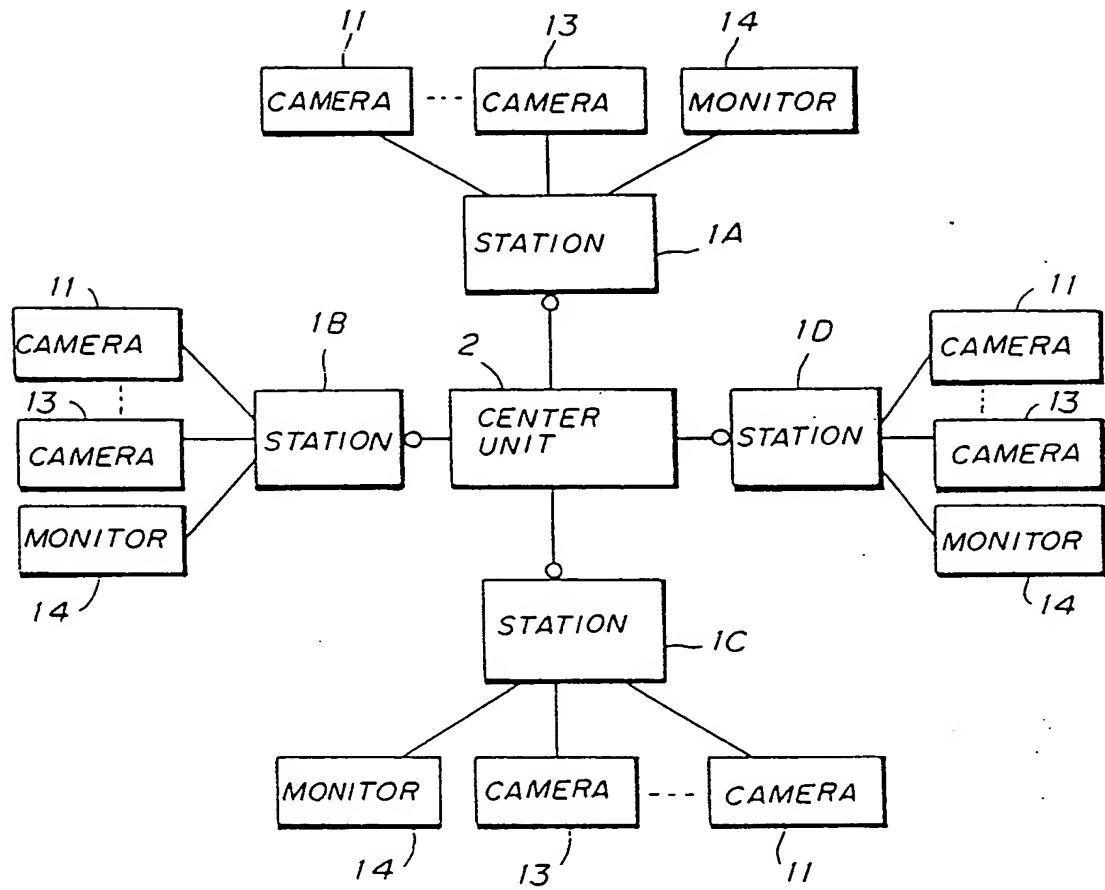 11
13
14
CAMERA
CAMERA
MONITOR
STATION
1A
11
CAMERA
13
CAMERA
MONITOR
14
1B
STATION
2
CENTER
UNIT
1D
STATION
11
CAMERA
13
CAMERA
MONITOR
14
STATION
1C
MONITOR
CAMERA
CAMERA
14
13
11